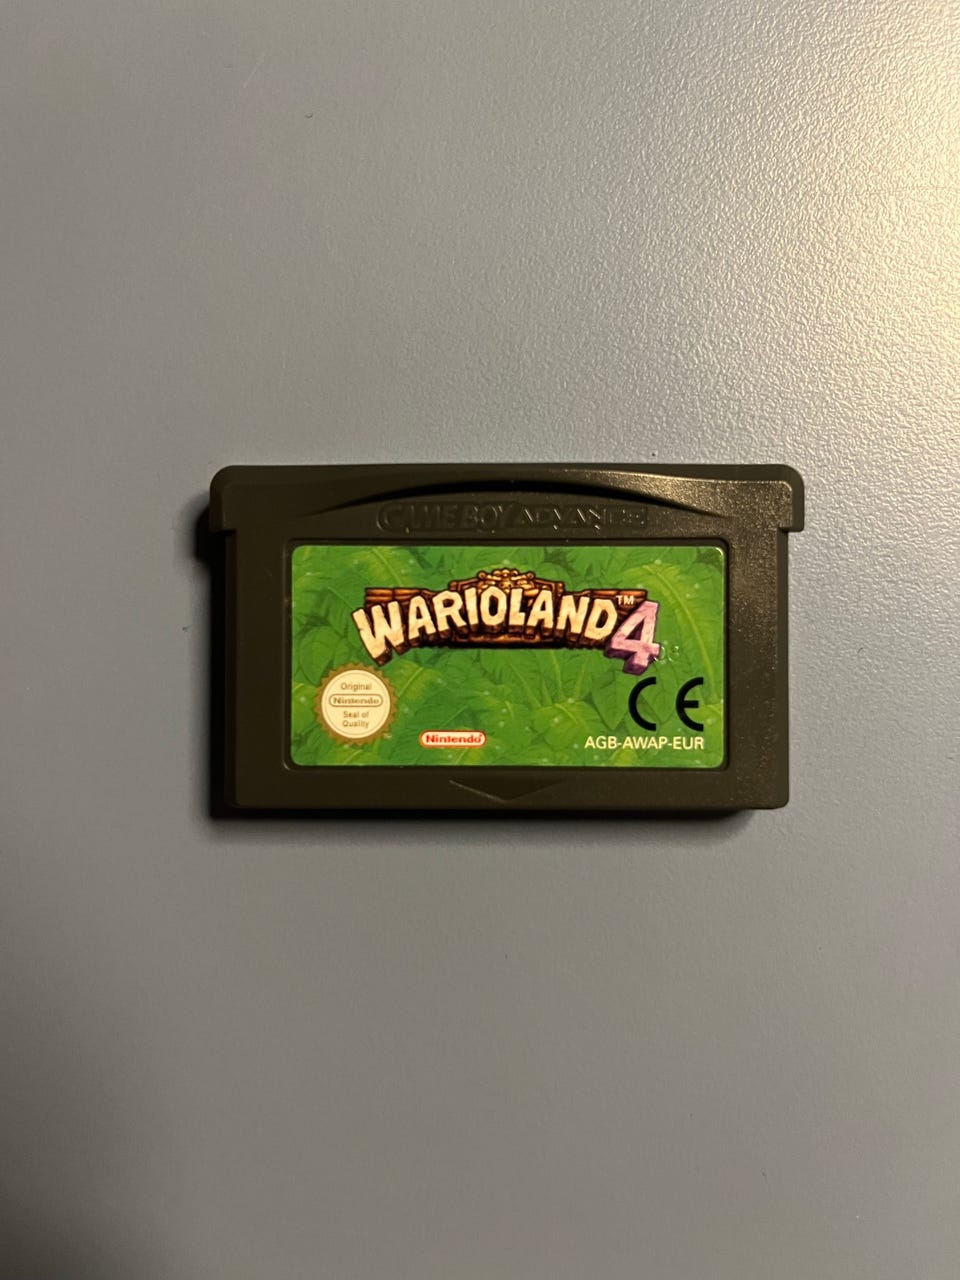 GAME BOY ADVANCE
WARIOLAND™4
Original
Nintendo
Seal of
Quality
Nintendo
CE
AGB-AWAP-EUR